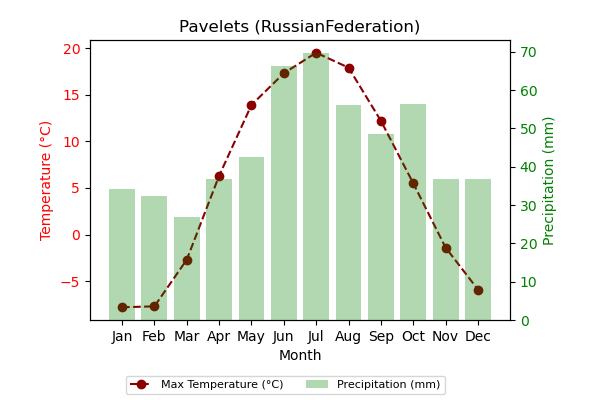 Pavelets (RussianFederation)
20
15
10
5
0
−5
Temperature (°C)
70
60
50
40
30
20
10
0
Precipitation (mm)
Jan Feb Mar Apr May Jun Jul Aug Sep Oct Nov Dec
Month
Max Temperature (°C) Precipitation (mm)